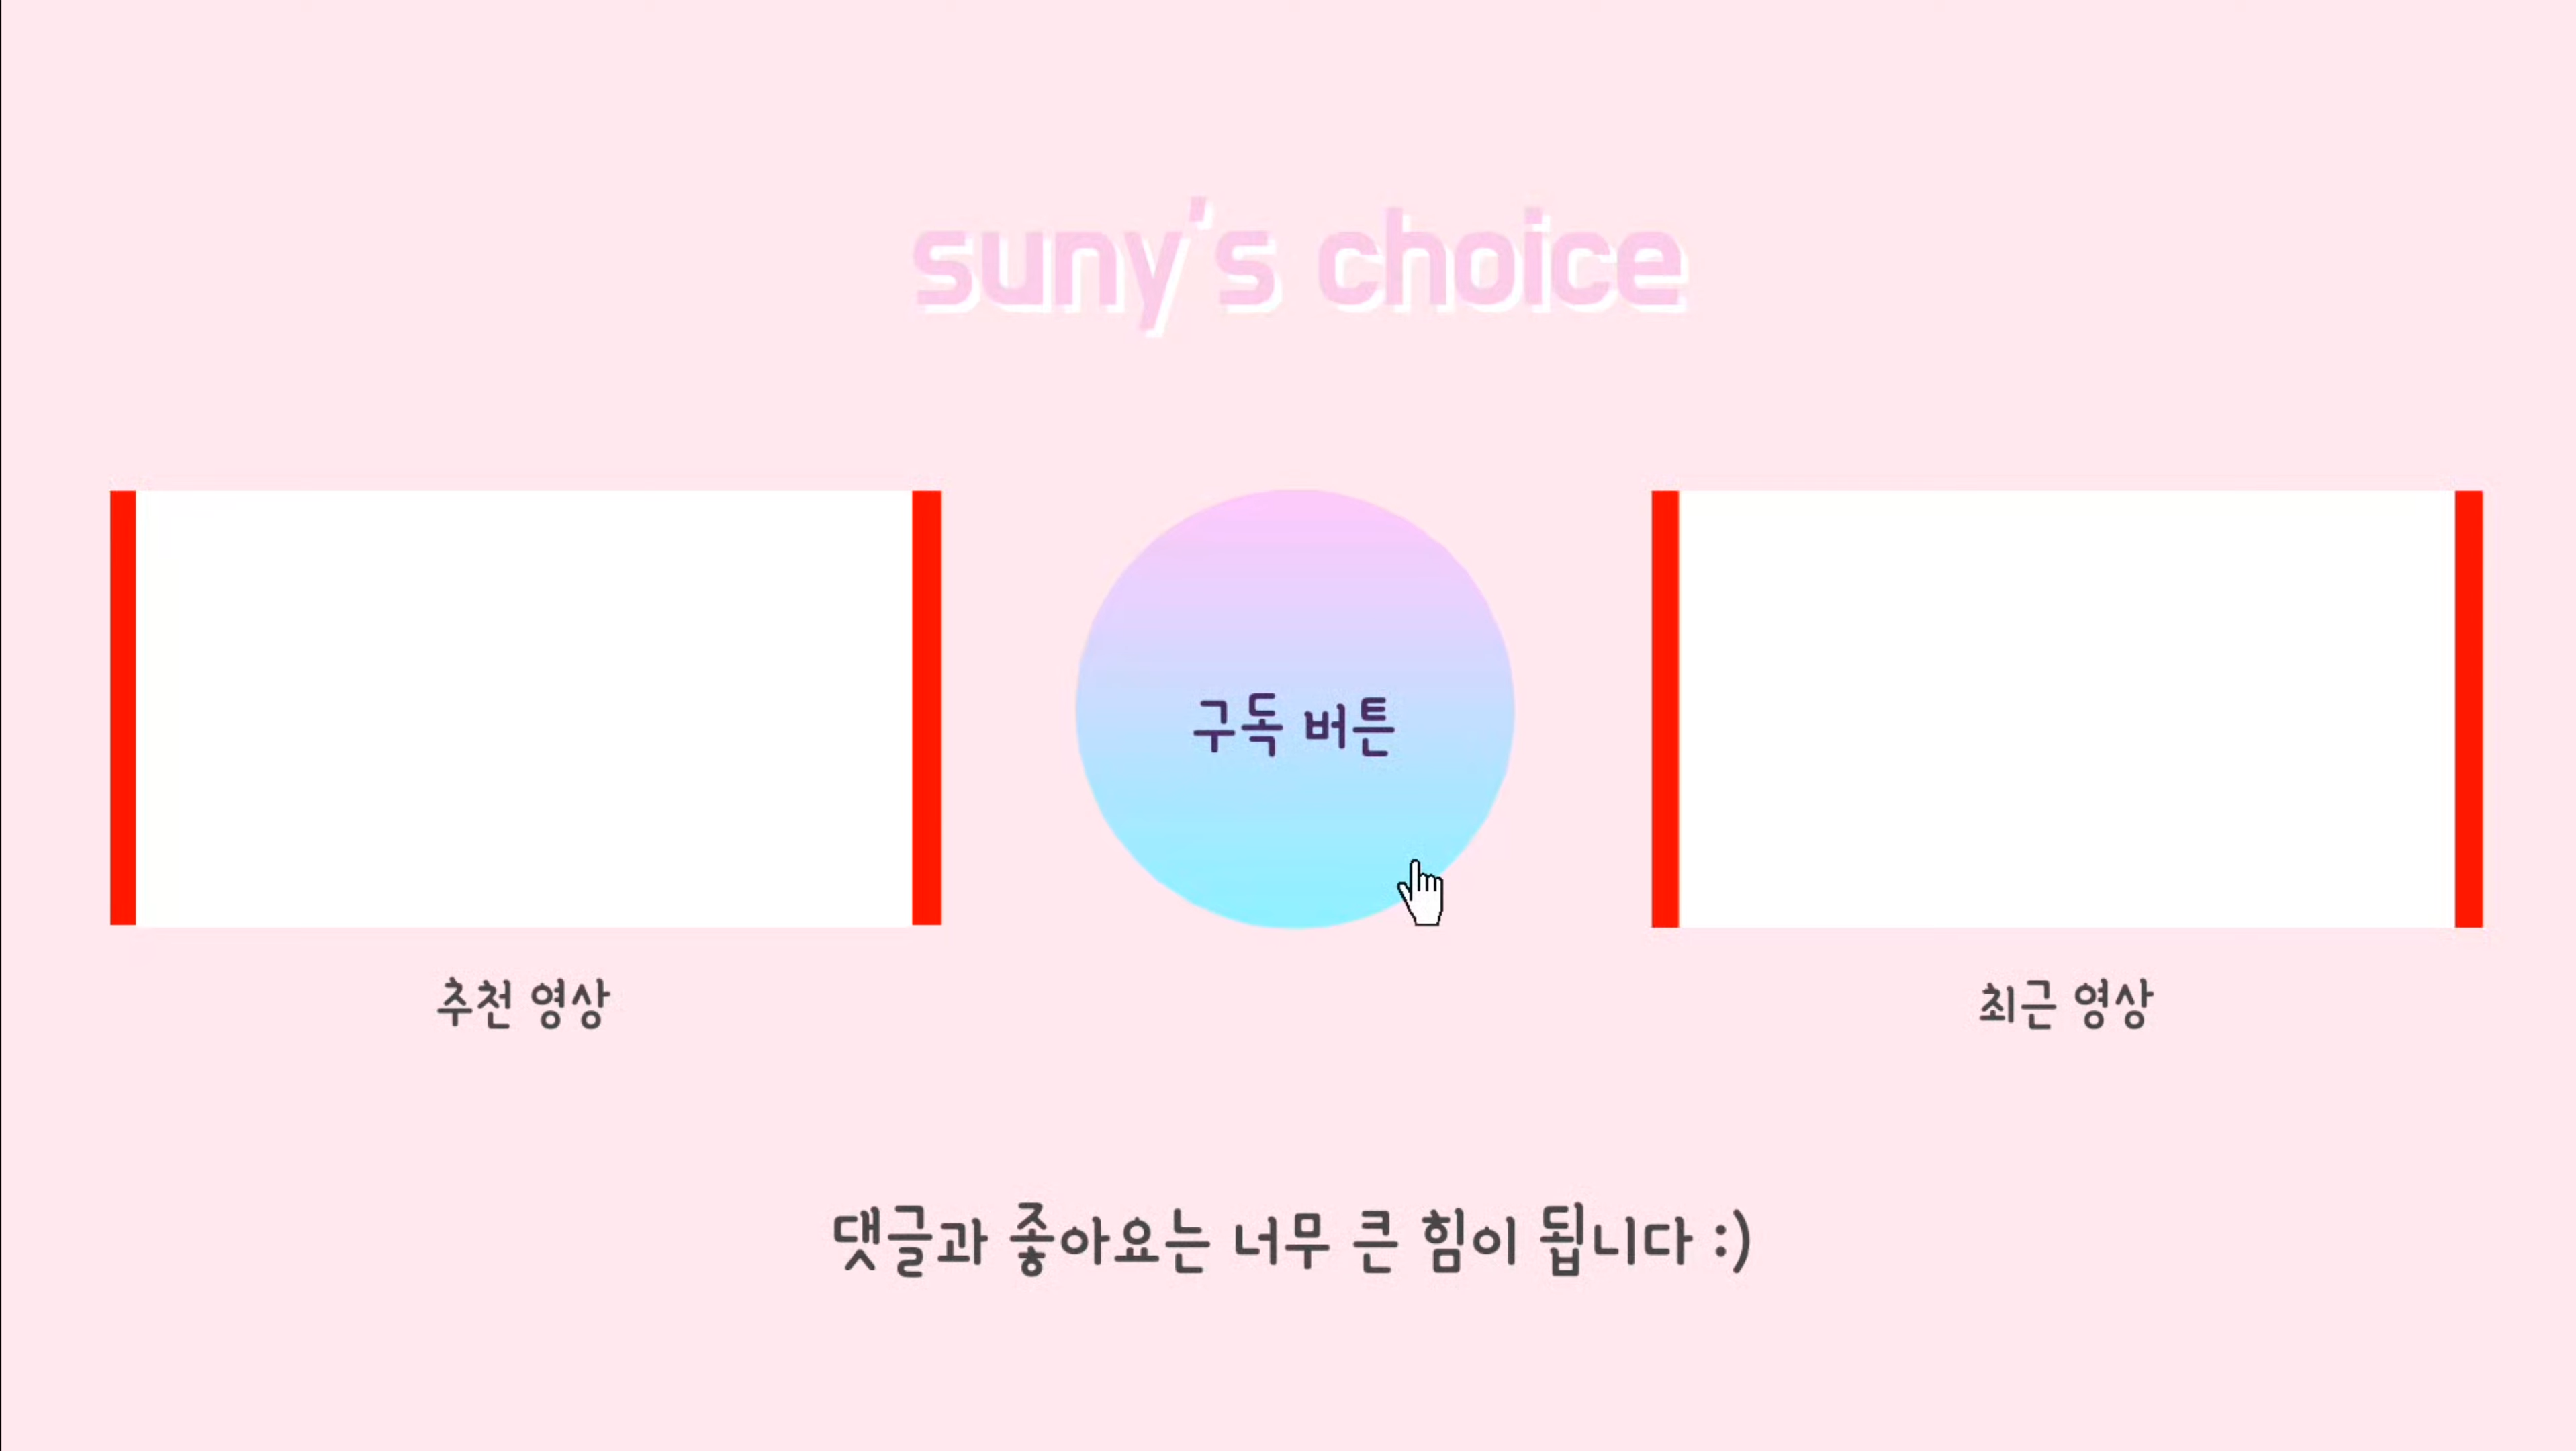 suny's choice
구독 버튼
추천 영상
최근 영상
댓글과 좋아요는 너무 큰 힘이 됩니다 :)